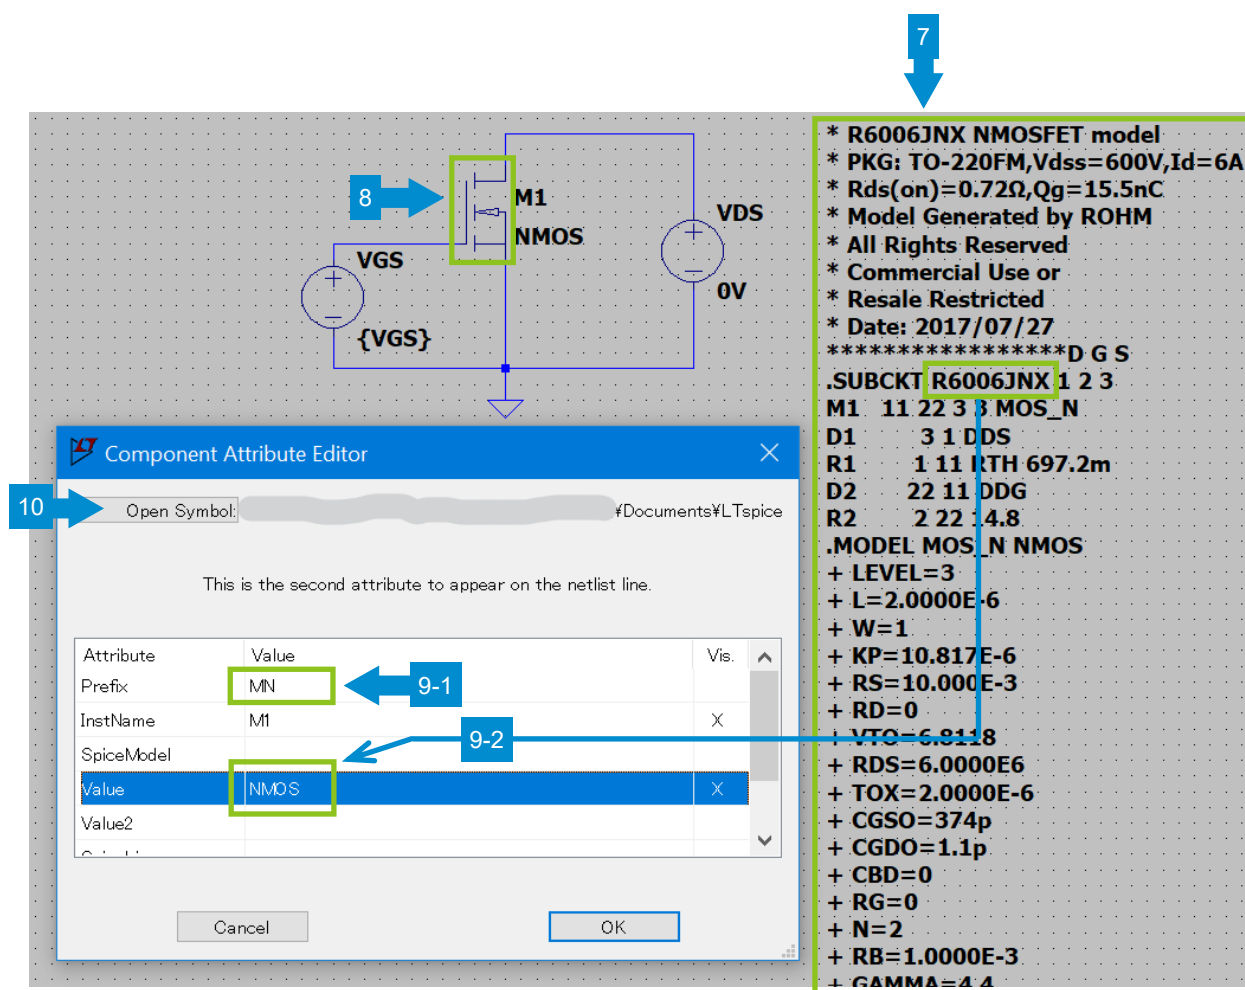 7
* R6006JNX NMOSFET model
* PKG: TO-220FM,Vdss=600V,Id=6A
* Rds(on)=0.72Ω,Qg=15.5nC
* Model Generated by ROHM
* All Rights Reserved
* Commercial Use or
* Resale Restricted
* Date: 2017/07/27
*****************D G S
.SUBCKT R6006JNX 1 2 3
M1 11 22 3 3 MOS_N
D1 3 1 DDS
R1 1 11 RTH 697.2m
D2 22 11 DDG
R2 2 22 14.8
.MODEL MOS_N NMOS
+ LEVEL=3
+ L=2.0000E-6
+ W=1
+ KP=10.817E-6
+ RS=10.000E-3
+ RD=0
+ VTO=6.8118
+ RDS=6.0000E6
+ TOX=2.0000E-6
+ CGSO=374p
+ CGDO=1.1p
+ CBD=0
+ RG=0
+ N=2
+ RB=1.0000E-3
+ GAMMA=4.4
8
M1
NMOS
VDS
0V
VGS
{VGS}
Component Attribute Editor
10
Open Symbol:
¥Documents¥LTspice
This is the second attribute to appear on the netlist line.
Attribute Value Vis.
Prefix MN
9-1
InstName M1 X
9-2
SpiceModel
Value NMOS X
Value2
Cancel OK